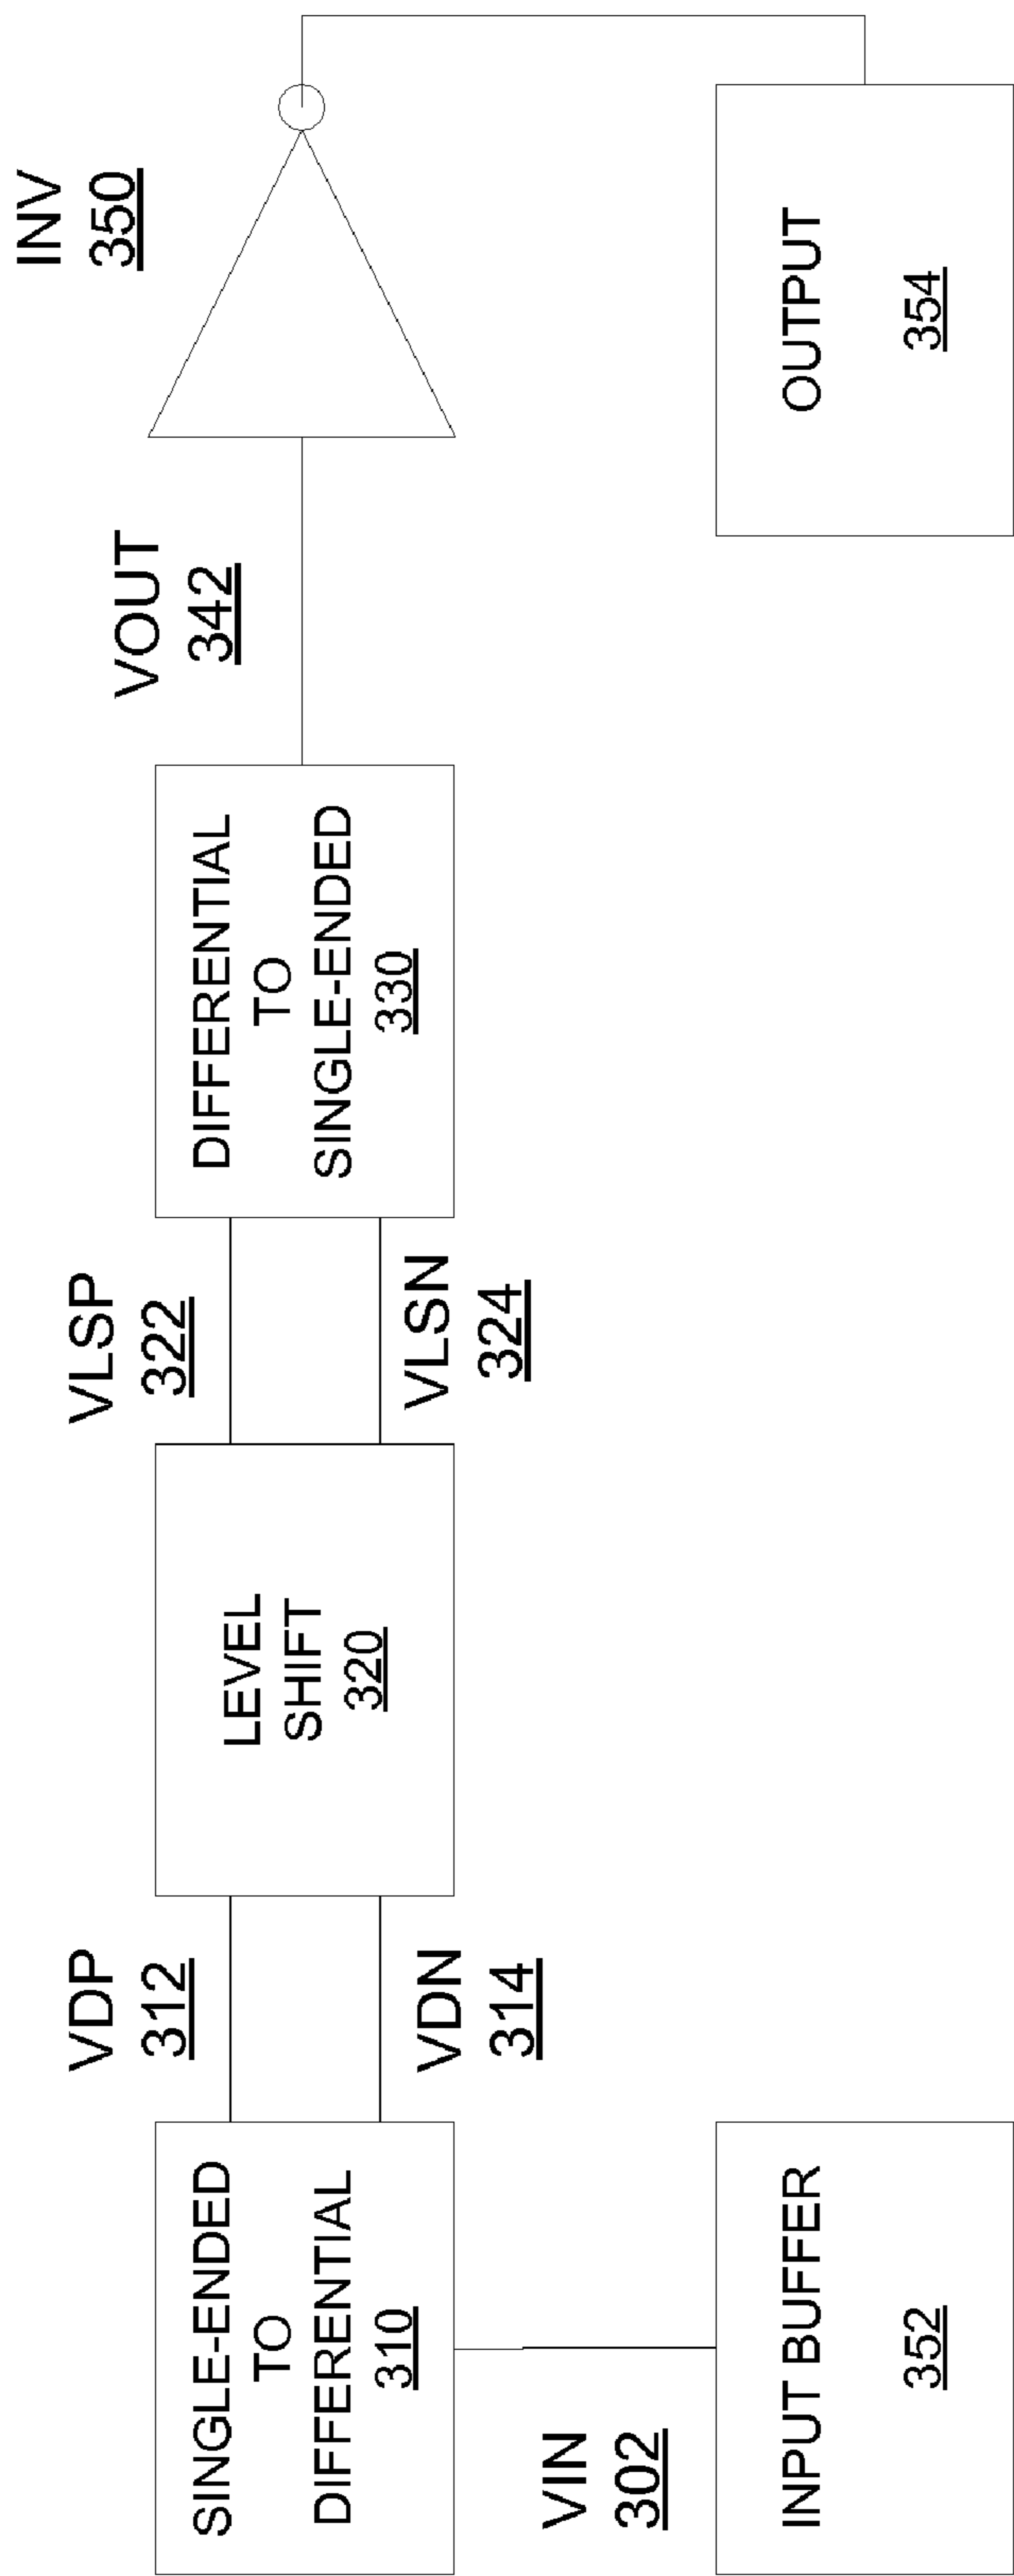 SINGLE-ENDED
TO
DIFFERENTIAL
310
VDP
312
VDN
314
LEVEL
SHIFT
320
VLSP
322
VLSN
324
DIFFERENTIAL
TO
SINGLE-ENDED
330
VOUT
342
INV
350
VIN
302
INPUT BUFFER
352
OUTPUT
354